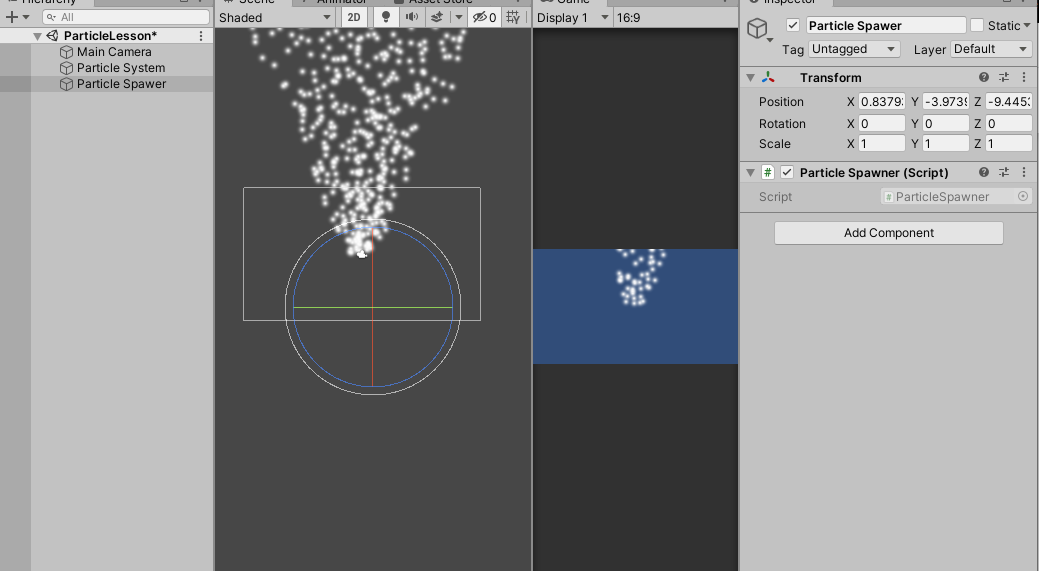 Hierarchy
All
ParticleLesson*
Main Camera
Particle System
Particle Spawer
Scene
Animator
Asset Store
Shaded
2D
0
Game
Display 1
16:9
Inspector
Particle Spawer
Static
Tag Untagged Layer Default
Transform
Position X 0.8379 Y -3.973 Z -9.445
Rotation X 0 Y 0 Z 0
Scale X 1 Y 1 Z 1
# Particle Spawner (Script)
Script # ParticleSpawner
Add Component